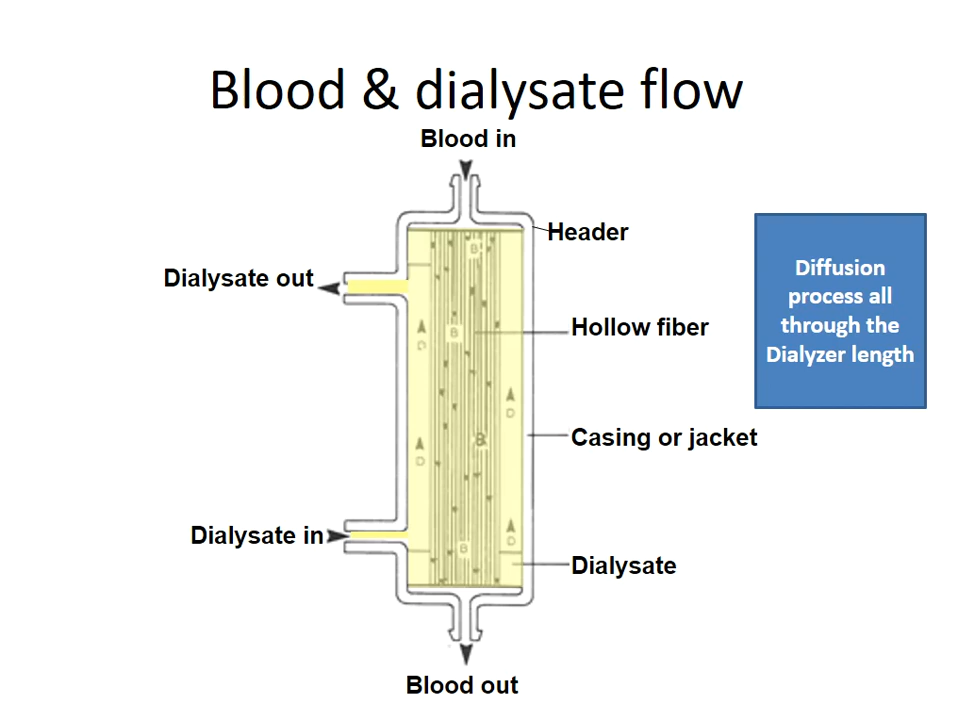 Blood & dialysate flow
Blood in
Header
Dialysate out
Diffusion
process all
through the
Dialyzer length
Hollow fiber
Casing or jacket
Dialysate in
Dialysate
Blood out
B
B
B
B
D
D
D
D